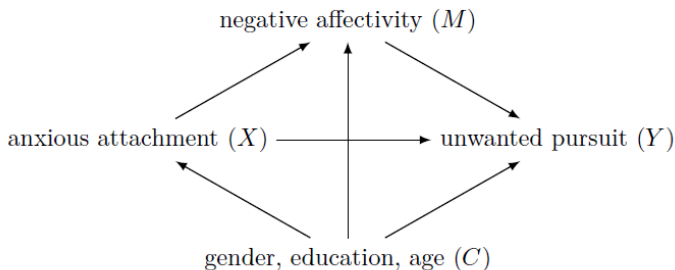 negative affectivity (M)
anxious attachment (X)
unwanted pursuit (Y)
gender, education, age (C)